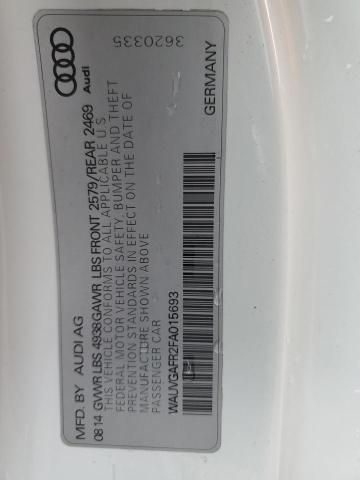 MFD. BY AUDI AG
08 14 GVWR LBS 4938 GAWR LBS FRONT 2579/REAR 2469
THIS VEHICLE CONFORMS TO ALL APPLICABLE U S
FEDERAL MOTOR VEHICLE SAFETY, BUMPER AND THEFT
PREVENTION STANDARDS IN EFFECT ON THE DATE OF
MANUFACTURE SHOWN ABOVE
PASSENGER CAR
WAUVGAFR2FA015693
Audi
3620335
GERMANY